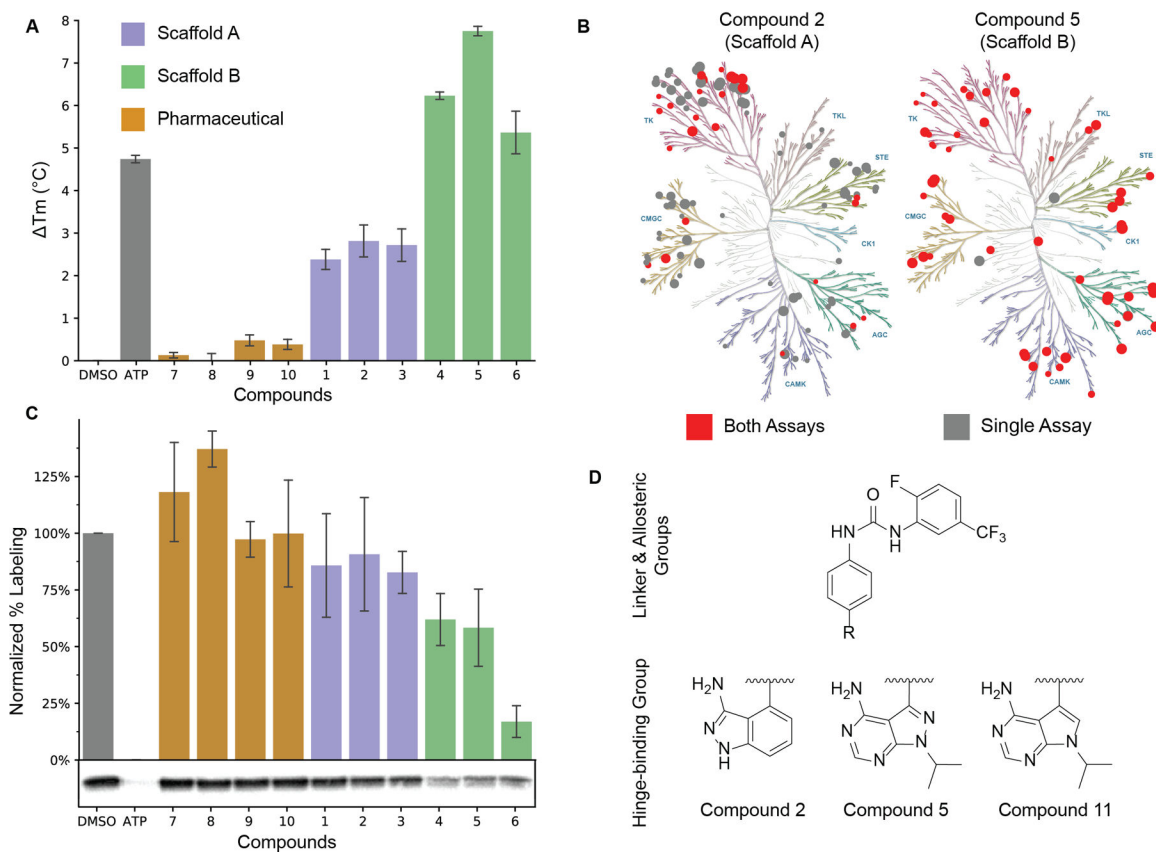 A
ΔTm (°C)
8
7
6
5
4
3
2
1
0
Scaffold A
Scaffold B
Pharmaceutical
DMSO ATP 7 8 9 10 1 2 3 4 5 6
Compounds
B
Compound 2
(Scaffold A)
Compound 5
(Scaffold B)
TK
TKL
STE
CMGC
CK1
AGC
CAMK
TK
TKL
STE
CMGC
CK1
AGC
CAMK
Both Assays
Single Assay
C
Normalized % Labeling
125%
100%
75%
50%
25%
0%
DMSO ATP 7 8 9 10 1 2 3 4 5 6
Compounds
D
Linker & Allosteric
Groups
F
O
NH
N
H
CF3
R
Hinge-binding Group
H2N
N
NH
Compound 2
H2N
N
N
N
N
Compound 5
H2N
N
N
N
Compound 11